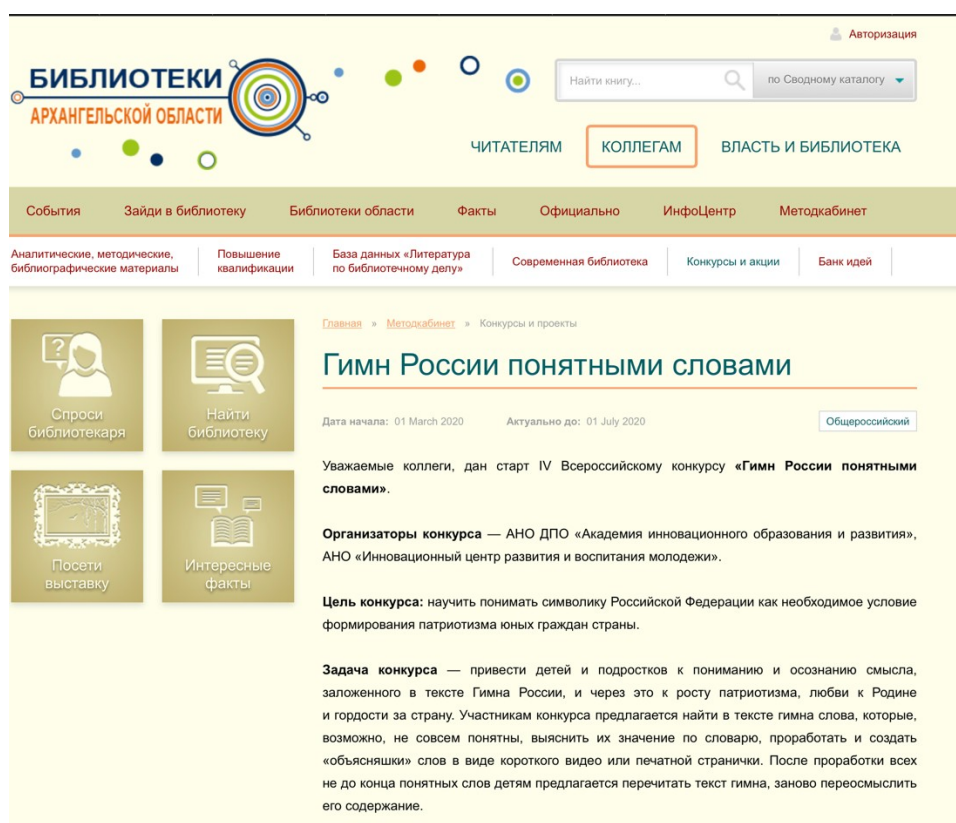 Авторизация
БИБЛИОТЕКИ
АРХАНГЕЛЬСКОЙ ОБЛАСТИ
Найти книгу...
по Сводному каталогу
ЧИТАТЕЛЯМ
КОЛЛЕГАМ
ВЛАСТЬ И БИБЛИОТЕКА
События
Зайди в библиотеку
Библиотеки области
Факты
Официально
ИнфоЦентр
Методкабинет
Аналитические, методические,
библиографические материалы
Повышение
квалификации
База данных «Литература
по библиотечному делу»
Современная библиотека
Конкурсы и акции
Банк идей
Спроси
библиотекаря
Найти
библиотеку
Посети
выставку
Интересные
факты
Главная » Методкабинет » Конкурсы и проекты
Гимн России понятными словами
Дата начала: 01 March 2020
Актуально до: 01 July 2020
Общероссийский
Уважаемые коллеги, дан старт IV Всероссийскому конкурсу «Гимн России понятными
словами».
Организаторы конкурса — АНО ДПО «Академия инновационного образования и развития»,
АНО «Инновационный центр развития и воспитания молодежи».
Цель конкурса: научить понимать символику Российской Федерации как необходимое условие
формирования патриотизма юных граждан страны.
Задача конкурса — привести детей и подростков к пониманию и осознанию смысла,
заложенного в тексте Гимна России, и через это к росту патриотизма, любви к Родине
и гордости за страну. Участникам конкурса предлагается найти в тексте гимна слова, которые,
возможно, не совсем понятны, выяснить их значение по словарю, проработать и создать
«объясняшки» слов в виде короткого видео или печатной странички. После проработки всех
не до конца понятных слов детям предлагается перечитать текст гимна, заново переосмыслить
его содержание.